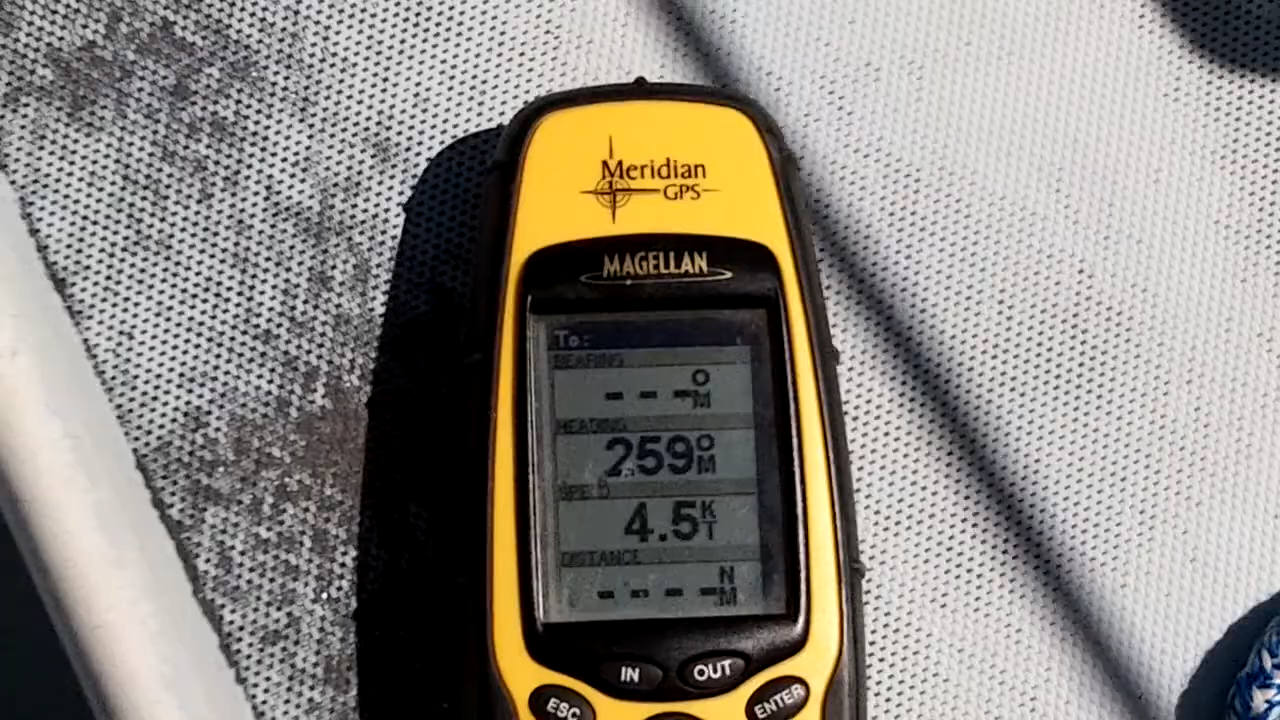 Meridian
GPS
MAGELLAN
To:
BEARING
- - - °M
HEADING
259°M
SPEED
4.5KT
DISTANCE
- - - - NM
IN OUT
ESC ENTER